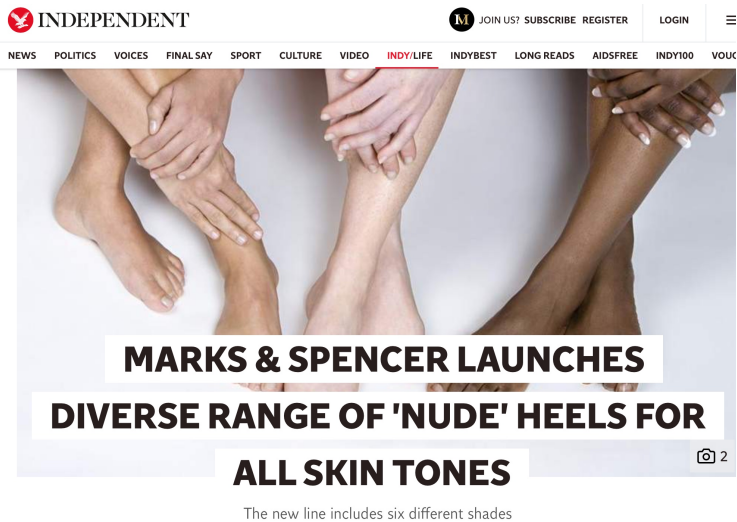 INDEPENDENT
M JOIN US? SUBSCRIBE REGISTER LOGIN
NEWS POLITICS VOICES FINAL SAY SPORT CULTURE VIDEO INDY/LIFE INDYBEST LONG READS AIDSFREE INDY100 VOUC
MARKS & SPENCER LAUNCHES
DIVERSE RANGE OF 'NUDE' HEELS FOR
ALL SKIN TONES
2
The new line includes six different shades